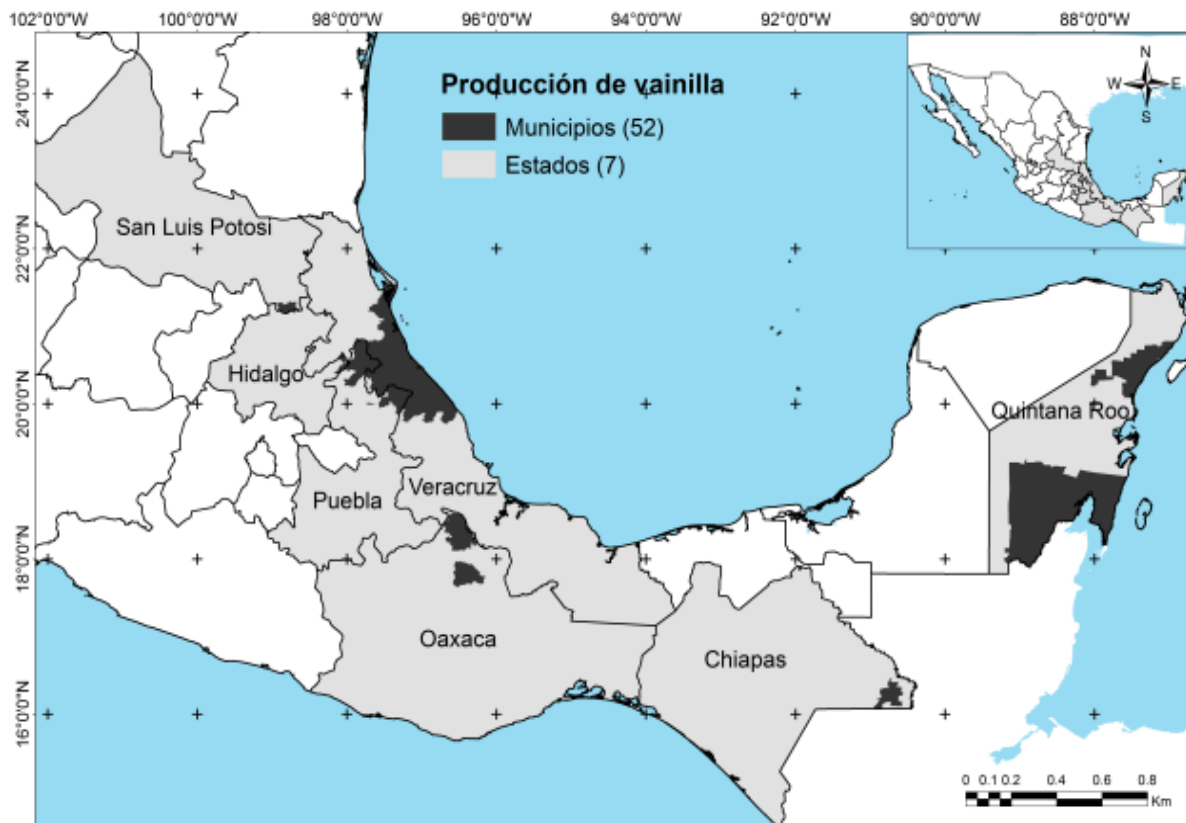 102°0'0"W 100°0'0"W 98°0'0"W 96°0'0"W 94°0'0"W 92°0'0"W 90°0'0"W 88°0'0"W
Producción de vainilla
Municipios (52)
Estados (7)
N
W E
S
24°0'0"N
22°0'0"N
20°0'0"N
18°0'0"N
16°0'0"N
San Luis Potosi
Hidalgo
Quintana Roo
Puebla
Veracruz
Oaxaca
Chiapas
0 0.1 0.2 0.4 0.6 0.8
Km